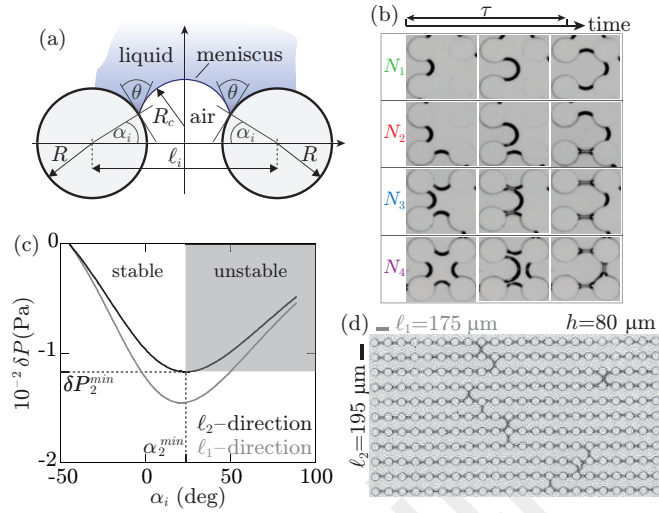 (a)
liquid
meniscus
θ
θ
R_c
air
α_i
α_i
R
R
ℓ_i
(b)
τ
time
N_1
N_2
N_3
N_4
(c)
0
-1
-2
10^{-2} δP(Pa)
stable
unstable
δP_2^{min}
α_2^{min}
ℓ_2-direction
ℓ_1-direction
-50
0
50
100
α_i (deg)
(d)
ℓ_1=175 μm
h=80 μm
ℓ_2=195 μm